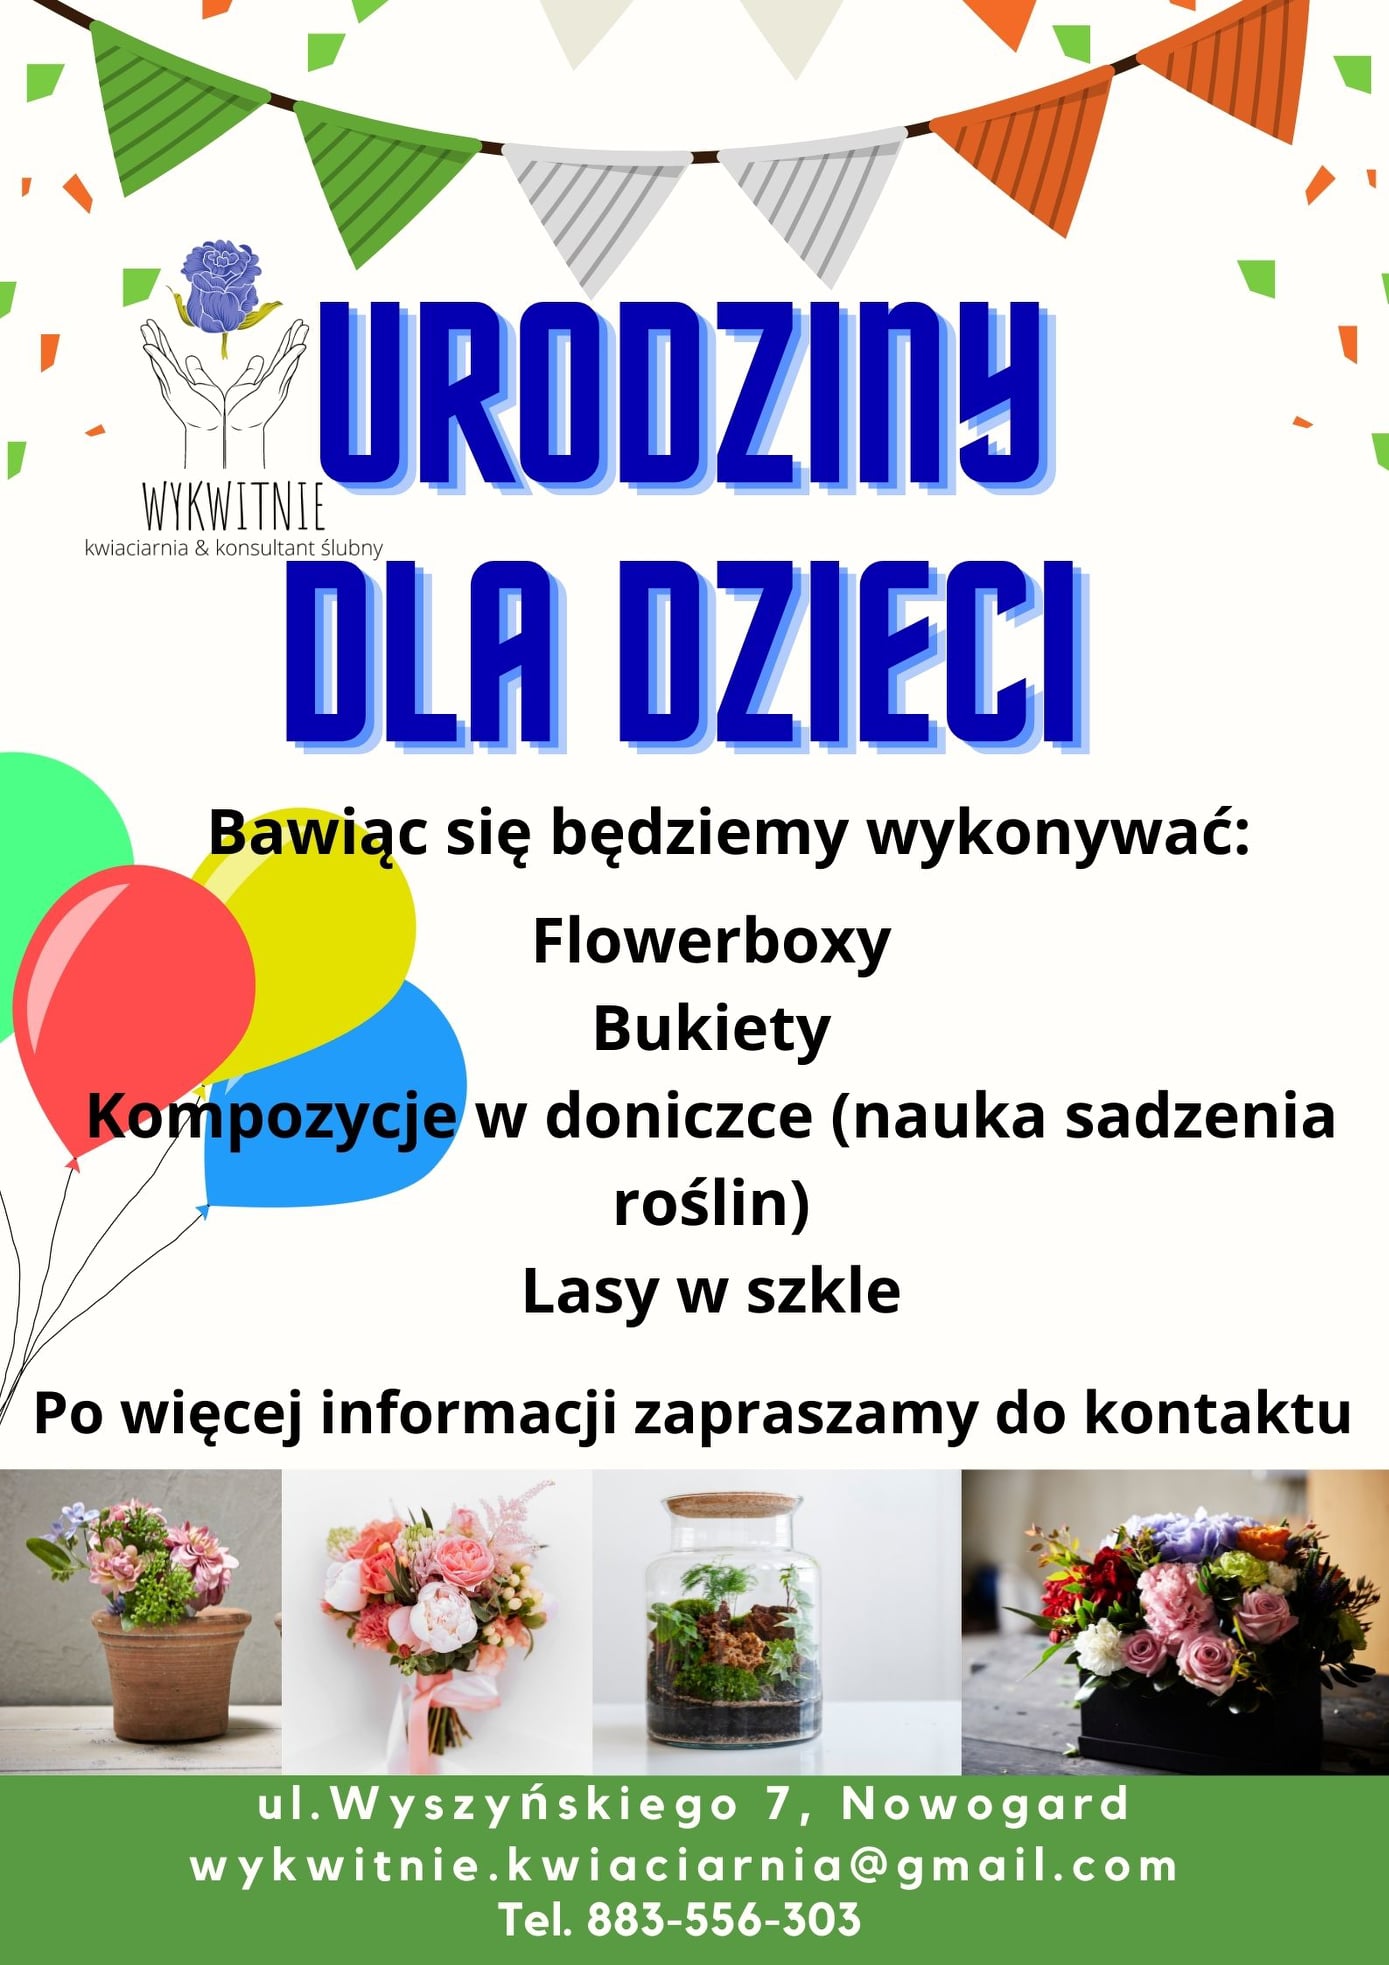 URODZINY
WYKWITNIE
kwiaciarnia & konsultant ślubny
DLA DZIECI
Bawiąc się będziemy wykonywać:
Flowerboxy
Bukiety
Kompozycje w doniczce (nauka sadzenia
roślin)
Lasy w szkle
Po więcej informacji zapraszamy do kontaktu
ul.Wyszyńskiego 7, Nowogard
wykwitnie.kwiaciarnia@gmail.com
Tel. 883-556-303